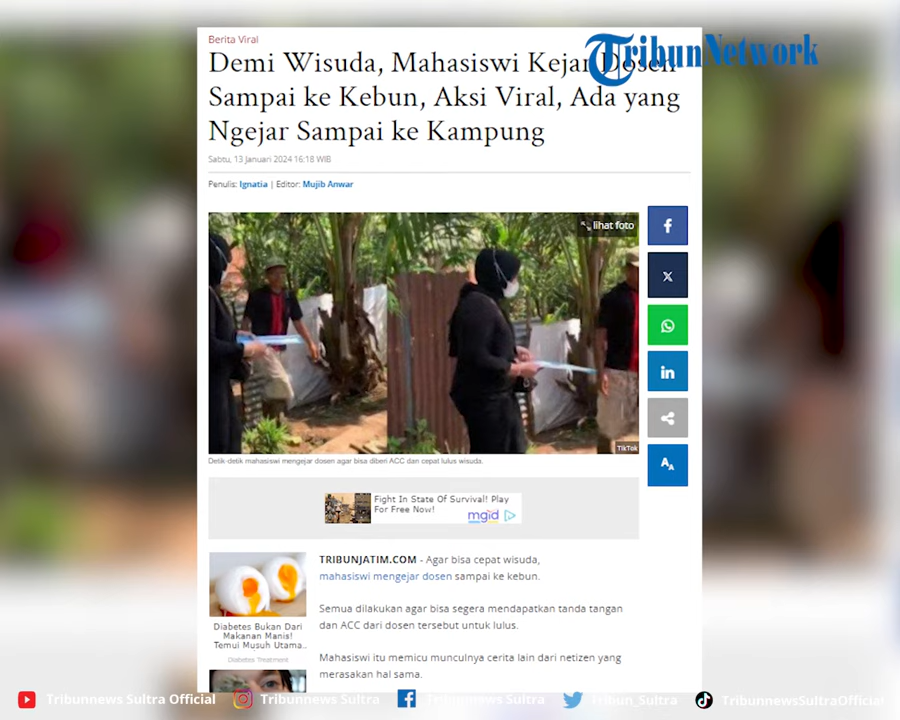 TribunNetwork
Berita Viral
Demi Wisuda, Mahasiswi Kejar Dosen
Sampai ke Kebun, Aksi Viral, Ada yang
Ngejar Sampai ke Kampung
Sabtu, 13 Januari 2024 16:18 WIB
Penulis: Ignatia | Editor: Mujib Anwar
lihat foto
TikTok
Detik-detik mahasiswi mengejar dosen agar bisa diberi ACC dan cepat lulus wisuda.
Fight In State Of Survival! Play
For Free Now!
mgid
TRIBUNJATIM.COM - Agar bisa cepat wisuda,
mahasiswi mengejar dosen sampai ke kebun.
Semua dilakukan agar bisa segera mendapatkan tanda tangan
dan ACC dari dosen tersebut untuk lulus.
Mahasiswi itu memicu munculnya cerita lain dari netizen yang
merasakan hal sama.
Diabetes Bukan Dari
Makanan Manis!
Temui Musuh Utama...
Diabetes Treatment
Tribunnews Sultra Official
Tribunnews Sultra
Tribunnews Sultra
Tribun_Sultra
TribunnewsSultraOfficial